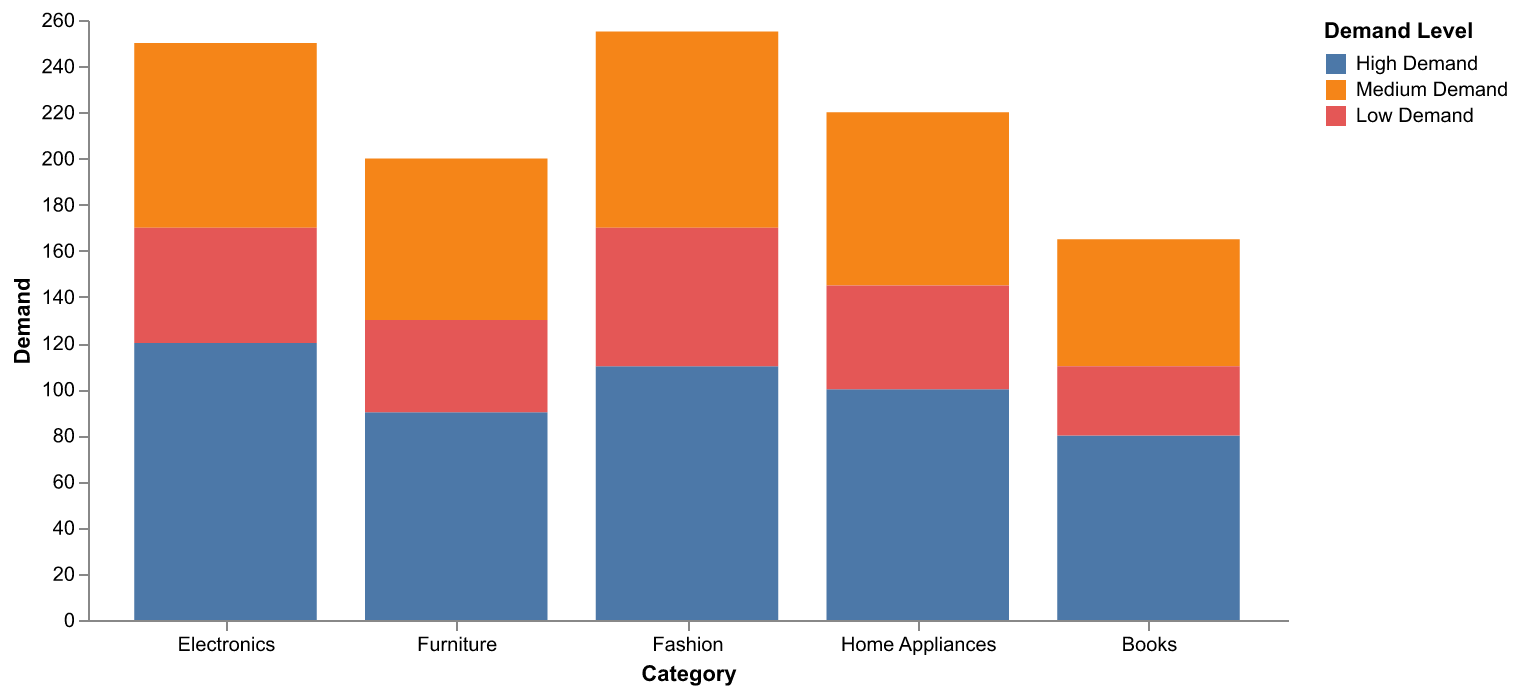 Demand
260
240
220
200
180
160
140
120
100
80
60
40
20
0
Electronics
Furniture
Fashion
Home Appliances
Books
Category
Demand Level
High Demand
Medium Demand
Low Demand